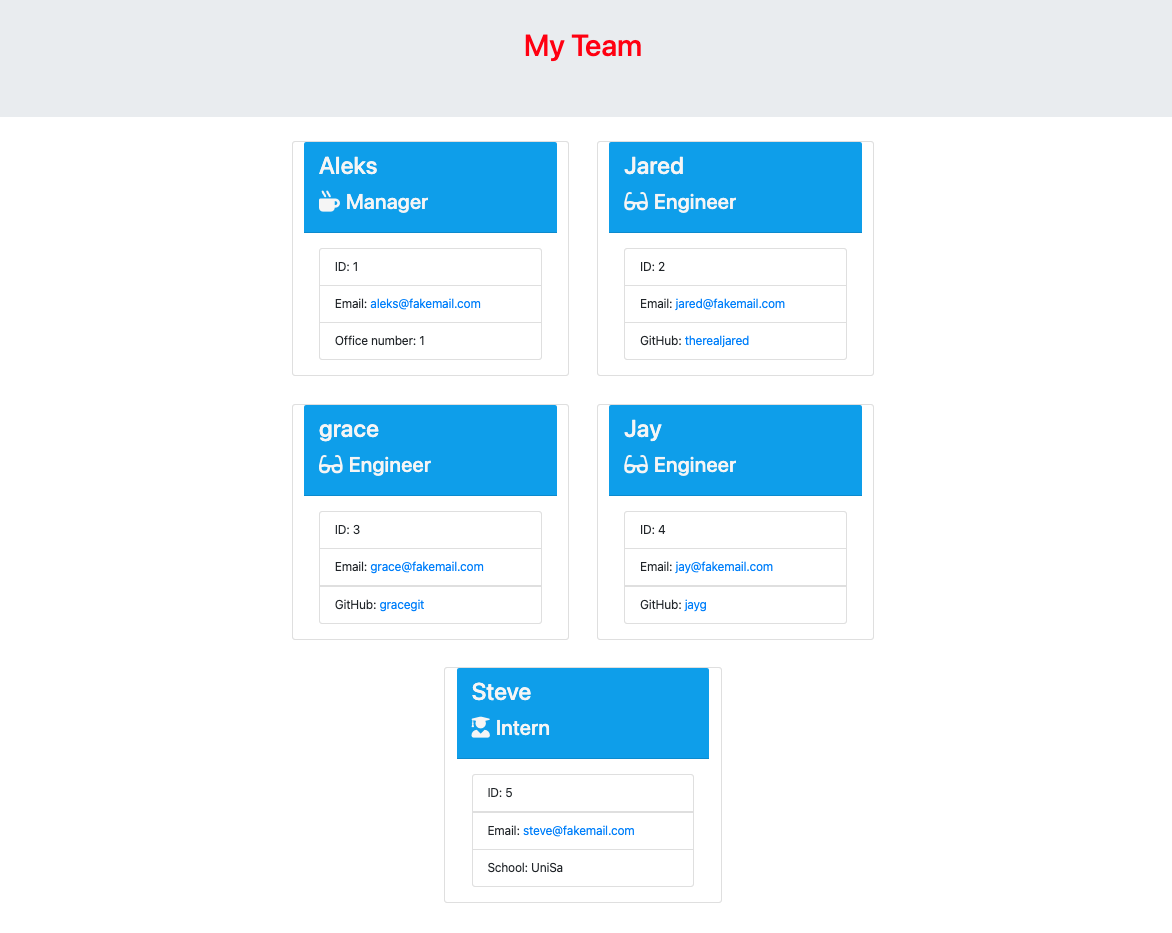 My Team
Aleks
Manager
ID: 1
Email: aleks@fakemail.com
Office number: 1
Jared
Engineer
ID: 2
Email: jared@fakemail.com
GitHub: therealjared
grace
Engineer
ID: 3
Email: grace@fakemail.com
GitHub: gracegit
Jay
Engineer
ID: 4
Email: jay@fakemail.com
GitHub: jayg
Steve
Intern
ID: 5
Email: steve@fakemail.com
School: UniSa